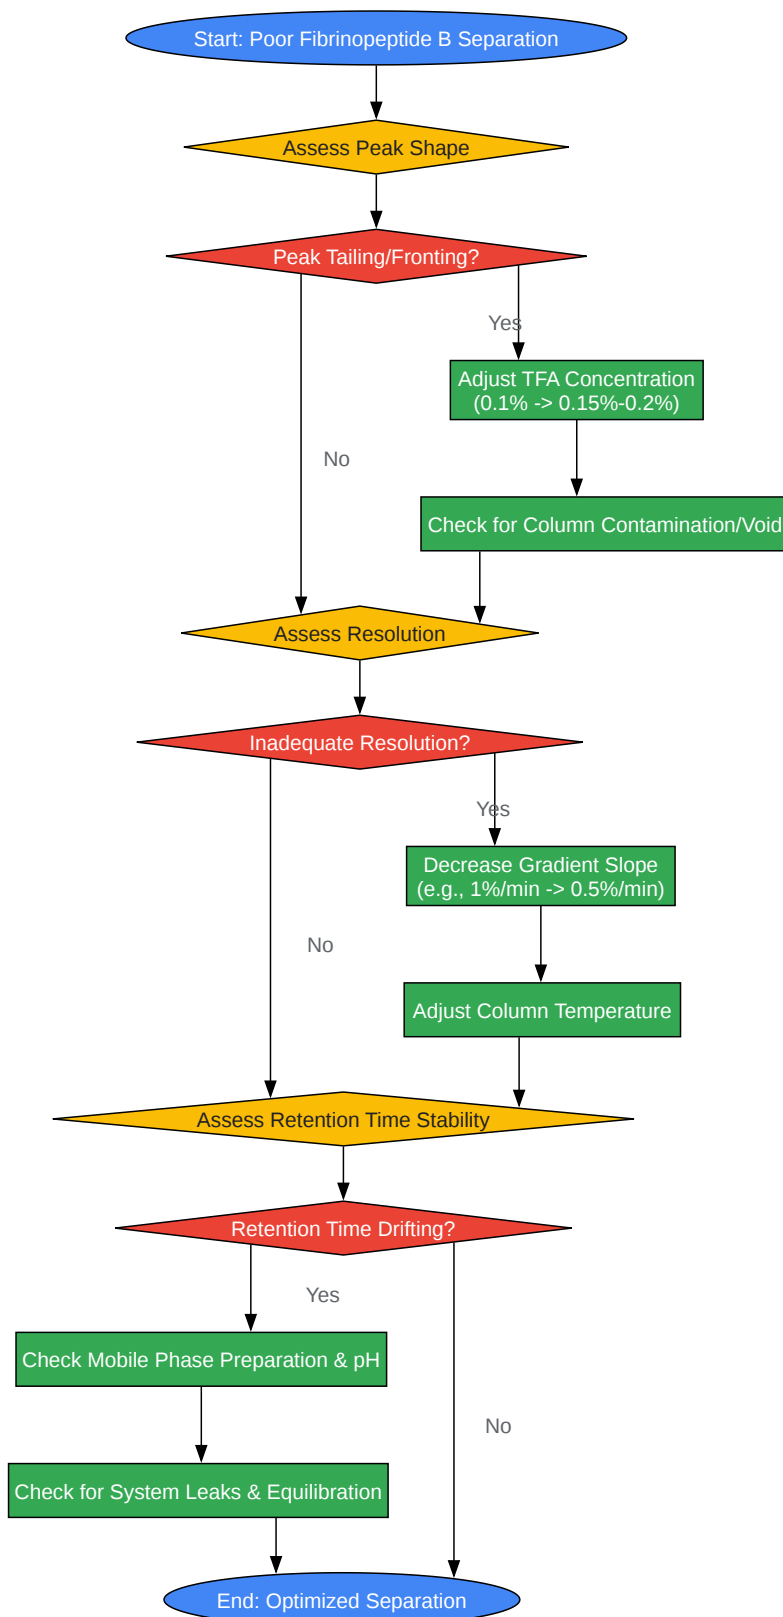 Start: Poor Fibrinopeptide B Separation
Assess Peak Shape
Peak Tailing/Fronting?
Yes
Adjust TFA Concentration
(0.1% -> 0.15%-0.2%)
No
Check for Column Contamination/Void
Assess Resolution
Inadequate Resolution?
Yes
Decrease Gradient Slope
(e.g., 1%/min -> 0.5%/min)
No
Adjust Column Temperature
Assess Retention Time Stability
Retention Time Drifting?
Yes
Check Mobile Phase Preparation & pH
No
Check for System Leaks & Equilibration
End: Optimized Separation